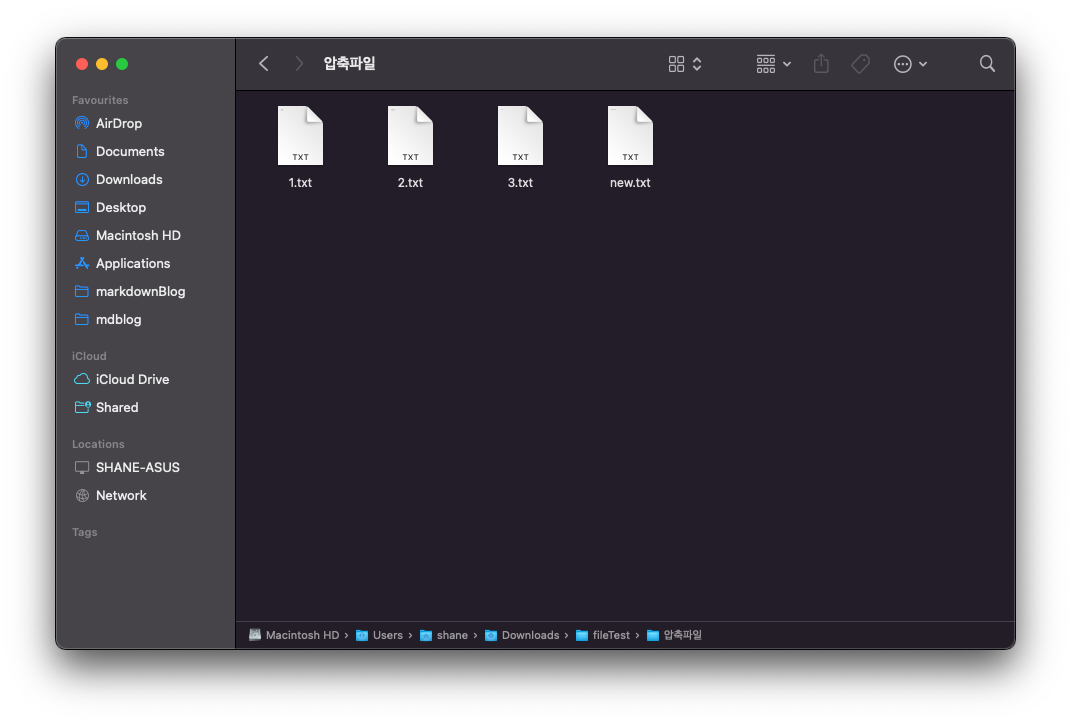 압축파일
Favourites
AirDrop
Documents
Downloads
Desktop
Macintosh HD
Applications
markdownBlog
mdblog
iCloud
iCloud Drive
Shared
Locations
SHANE-ASUS
Network
Tags
TXT TXT TXT TXT
1.txt 2.txt 3.txt new.txt
Macintosh HD › Users › shane › Downloads › fileTest › 압축파일